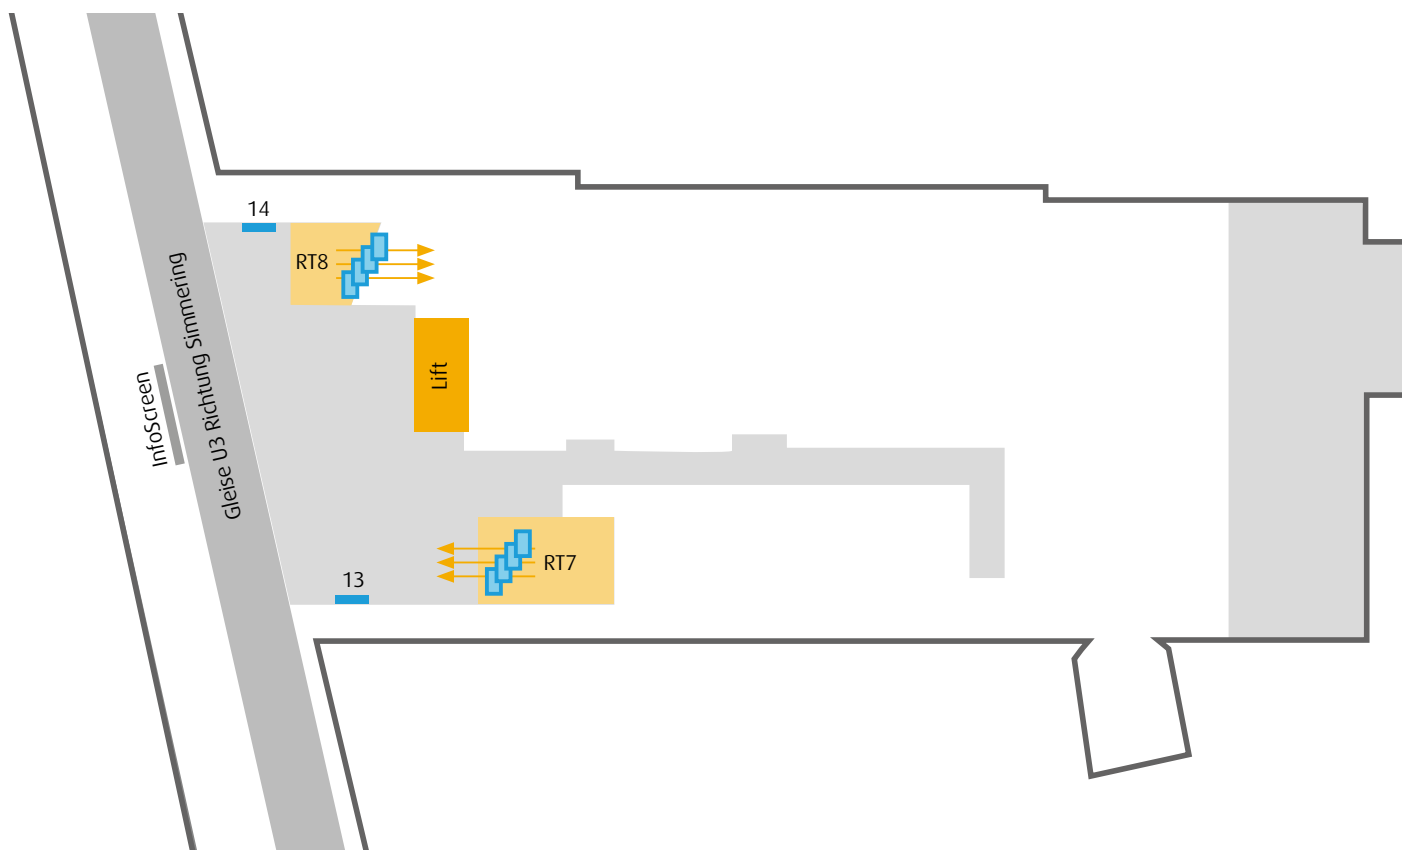 14
RT8
Gleise U3 Richtung Simmering
InfoScreen
Lift
RT7
13